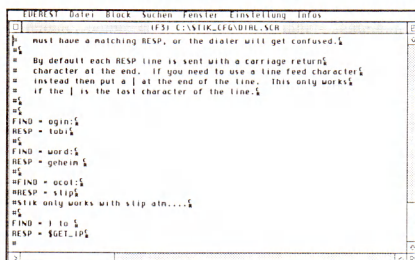 EVEREST Datei Block Suchen Fenster Einstellung Infos
(F3) C:\STIK_CFG\DIAL.SCR
# must have a matching RESP, or the dialer will get confused.
#
# By default each RESP line is sent with a carriage return
# character at the end. If you need to use a line feed character
# instead then put a | at the end of the line. This only works
# if the | is the last character of the line.
#
#
FIND = ogin:
RESP = tobi
#
FIND = word:
RESP = geheim
#
#FIND = ocol:
#RESP = slip
#Stik only works with slip atm....
#
FIND = ) to
RESP = $GET_IP
#